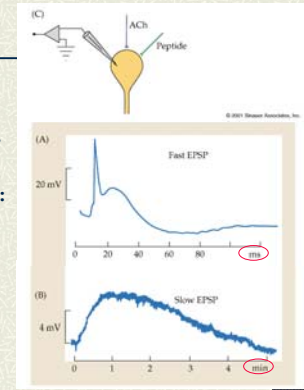 (C)
ACh
Peptide
© 2001 Sinauer Associates, Inc.
:
(A)
Fast EPSP
20 mV
0 20 40 60 80 ms
(B)
Slow EPSP
4 mV
0 1 2 3 4 min